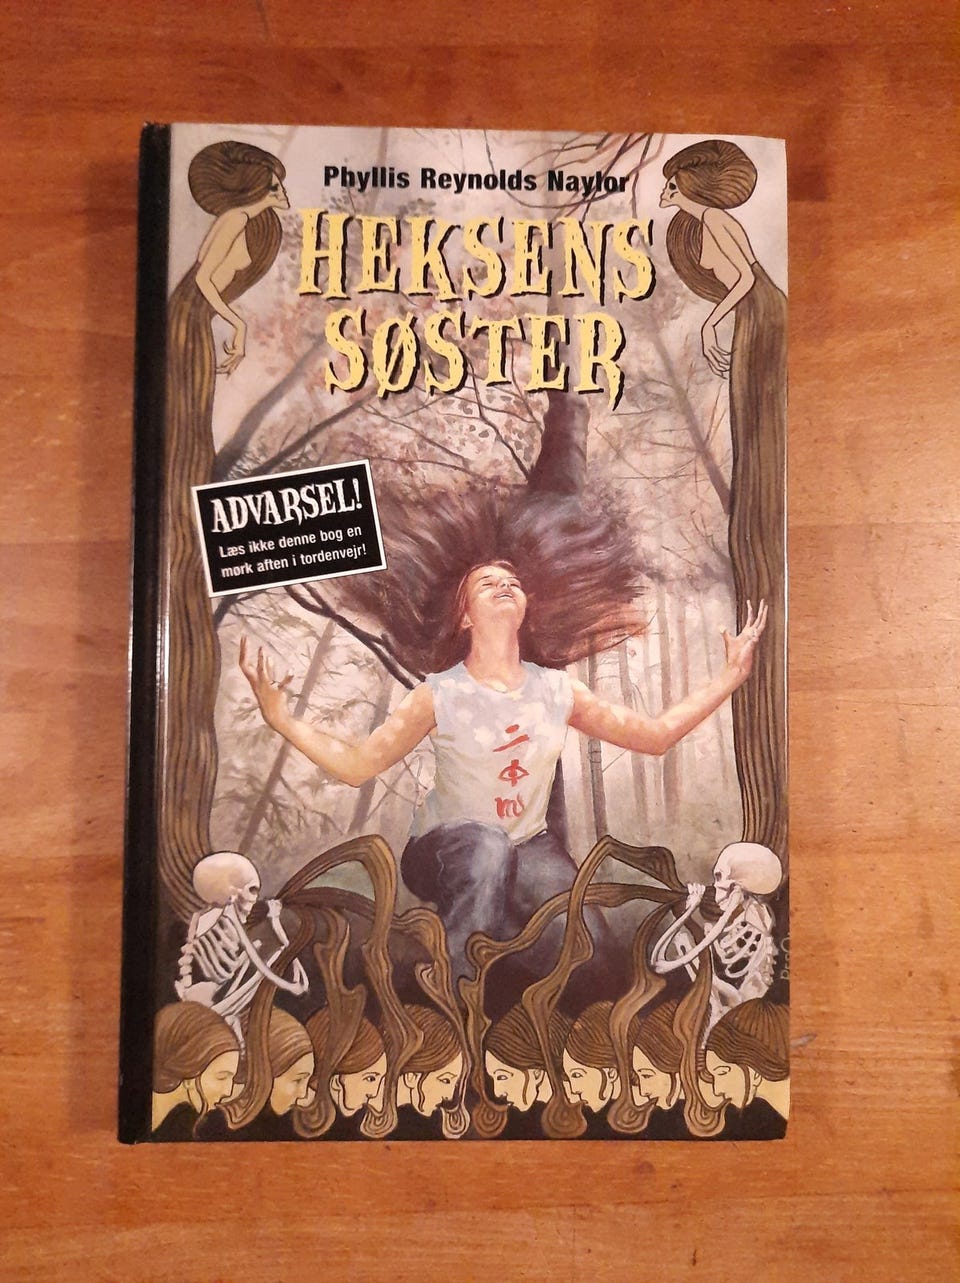 Phyllis Reynolds Naylor
HEKSENS
SØSTER
ADVARSEL!
Læs ikke denne bog en
mørk aften i tordenvejr!